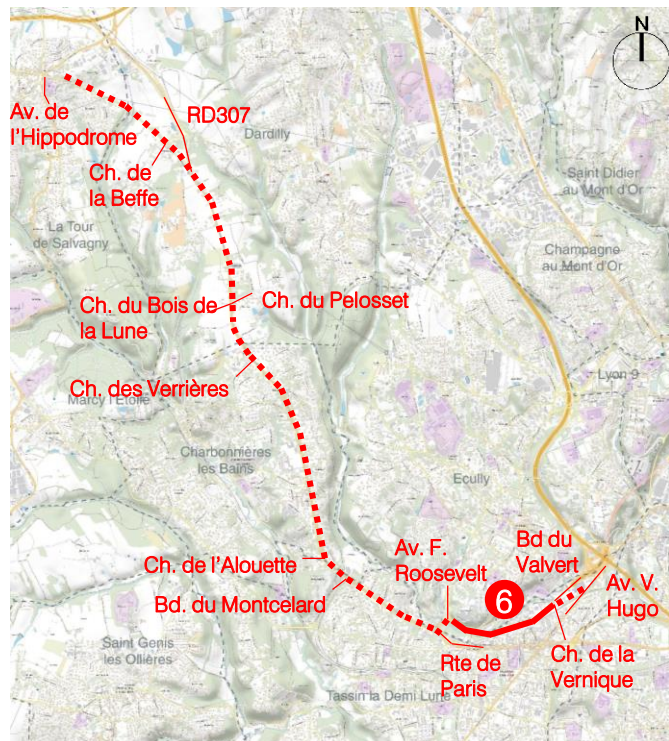 N
Av. de
l'Hippodrome
RD307
Dardilly
Ch. de
la Beffe
Saint Didier
au Mont d'Or
La Tour
de Salvagny
Champagne
au Mont d'Or
Ch. du Bois de
la Lune
Ch. du Pelosset
Ch. des Verrières
Lyon 9
Marcy l'Etoile
Charbonnières
les Bains
Ecully
Av. F.
Roosevelt
Bd du
Valvert
Ch. de l'Alouette
Bd. du Montcelard
6
Av. V.
Hugo
Saint Genis
les Ollières
Rte de
Paris
Ch. de la
Vernique
Tassin la Demi Lune